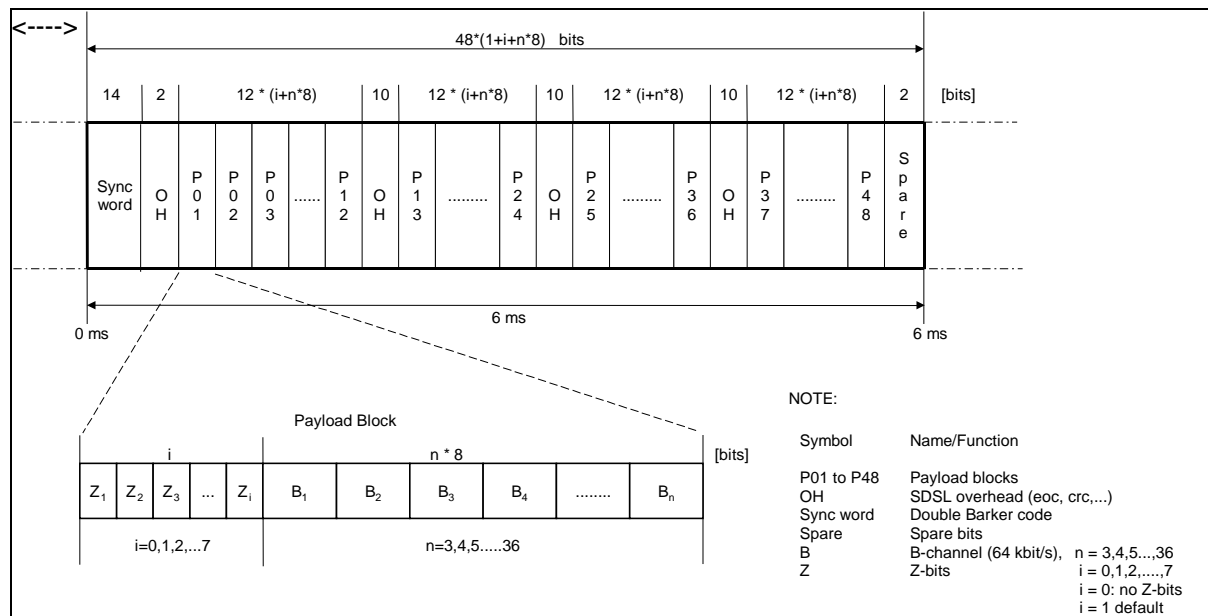 <---->
48*(1+i+n*8) bits
14 2 12 * (i+n*8) 10 12 * (i+n*8) 10 12 * (i+n*8) 10 12 * (i+n*8) 2 [bits]
Sync word OH P01 P02 P03 ...... P12 OH P13 ......... P24 OH P25 ......... P36 OH P37 ......... P48 Spare
6 ms
0 ms 6 ms
NOTE:
Payload Block
Symbol Name/Function
i n * 8 [bits]
Z1 Z2 Z3 ... Zi B1 B2 B3 B4 ........ Bn
i=0,1,2,...7 n=3,4,5.....36
P01 to P48 Payload blocks
OH SDSL overhead (eoc, crc,...)
Sync word Double Barker code
Spare Spare bits
B B-channel (64 kbit/s), n = 3,4,5...,36
Z Z-bits i = 0,1,2,....,7
i = 0: no Z-bits
i = 1 default